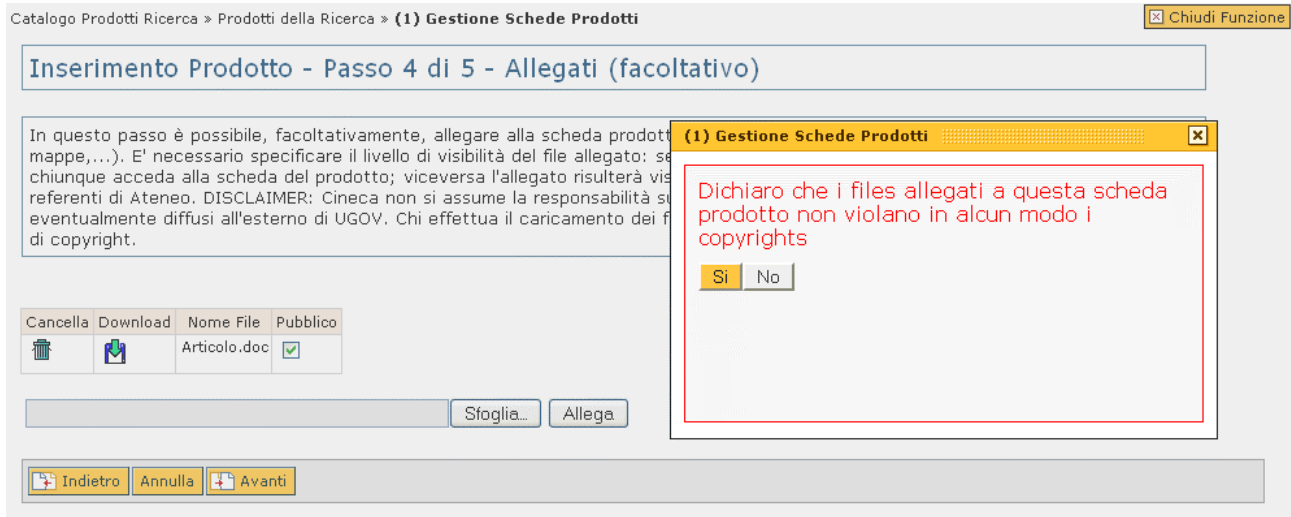 Catalogo Prodotti Ricerca » Prodotti della Ricerca » (1) Gestione Schede Prodotti
Chiudi Funzione
Inserimento Prodotto - Passo 4 di 5 - Allegati (facoltativo)
In questo passo è possibile, facoltativamente, allegare alla scheda prodott
mappe,...). E' necessario specificare il livello di visibilità del file allegato: se
chiunque acceda alla scheda del prodotto; viceversa l'allegato risulterà vis
referenti di Ateneo. DISCLAIMER: Cineca non si assume la responsabilità su
eventualmente diffusi all'esterno di UGOV. Chi effettua il caricamento dei f
di copyright.
(1) Gestione Schede Prodotti
Dichiaro che i files allegati a questa scheda
prodotto non violano in alcun modo i
copyrights
Si No
Cancella Download Nome File Pubblico
Articolo.doc
Sfoglia... Allega
Indietro Annulla Avanti